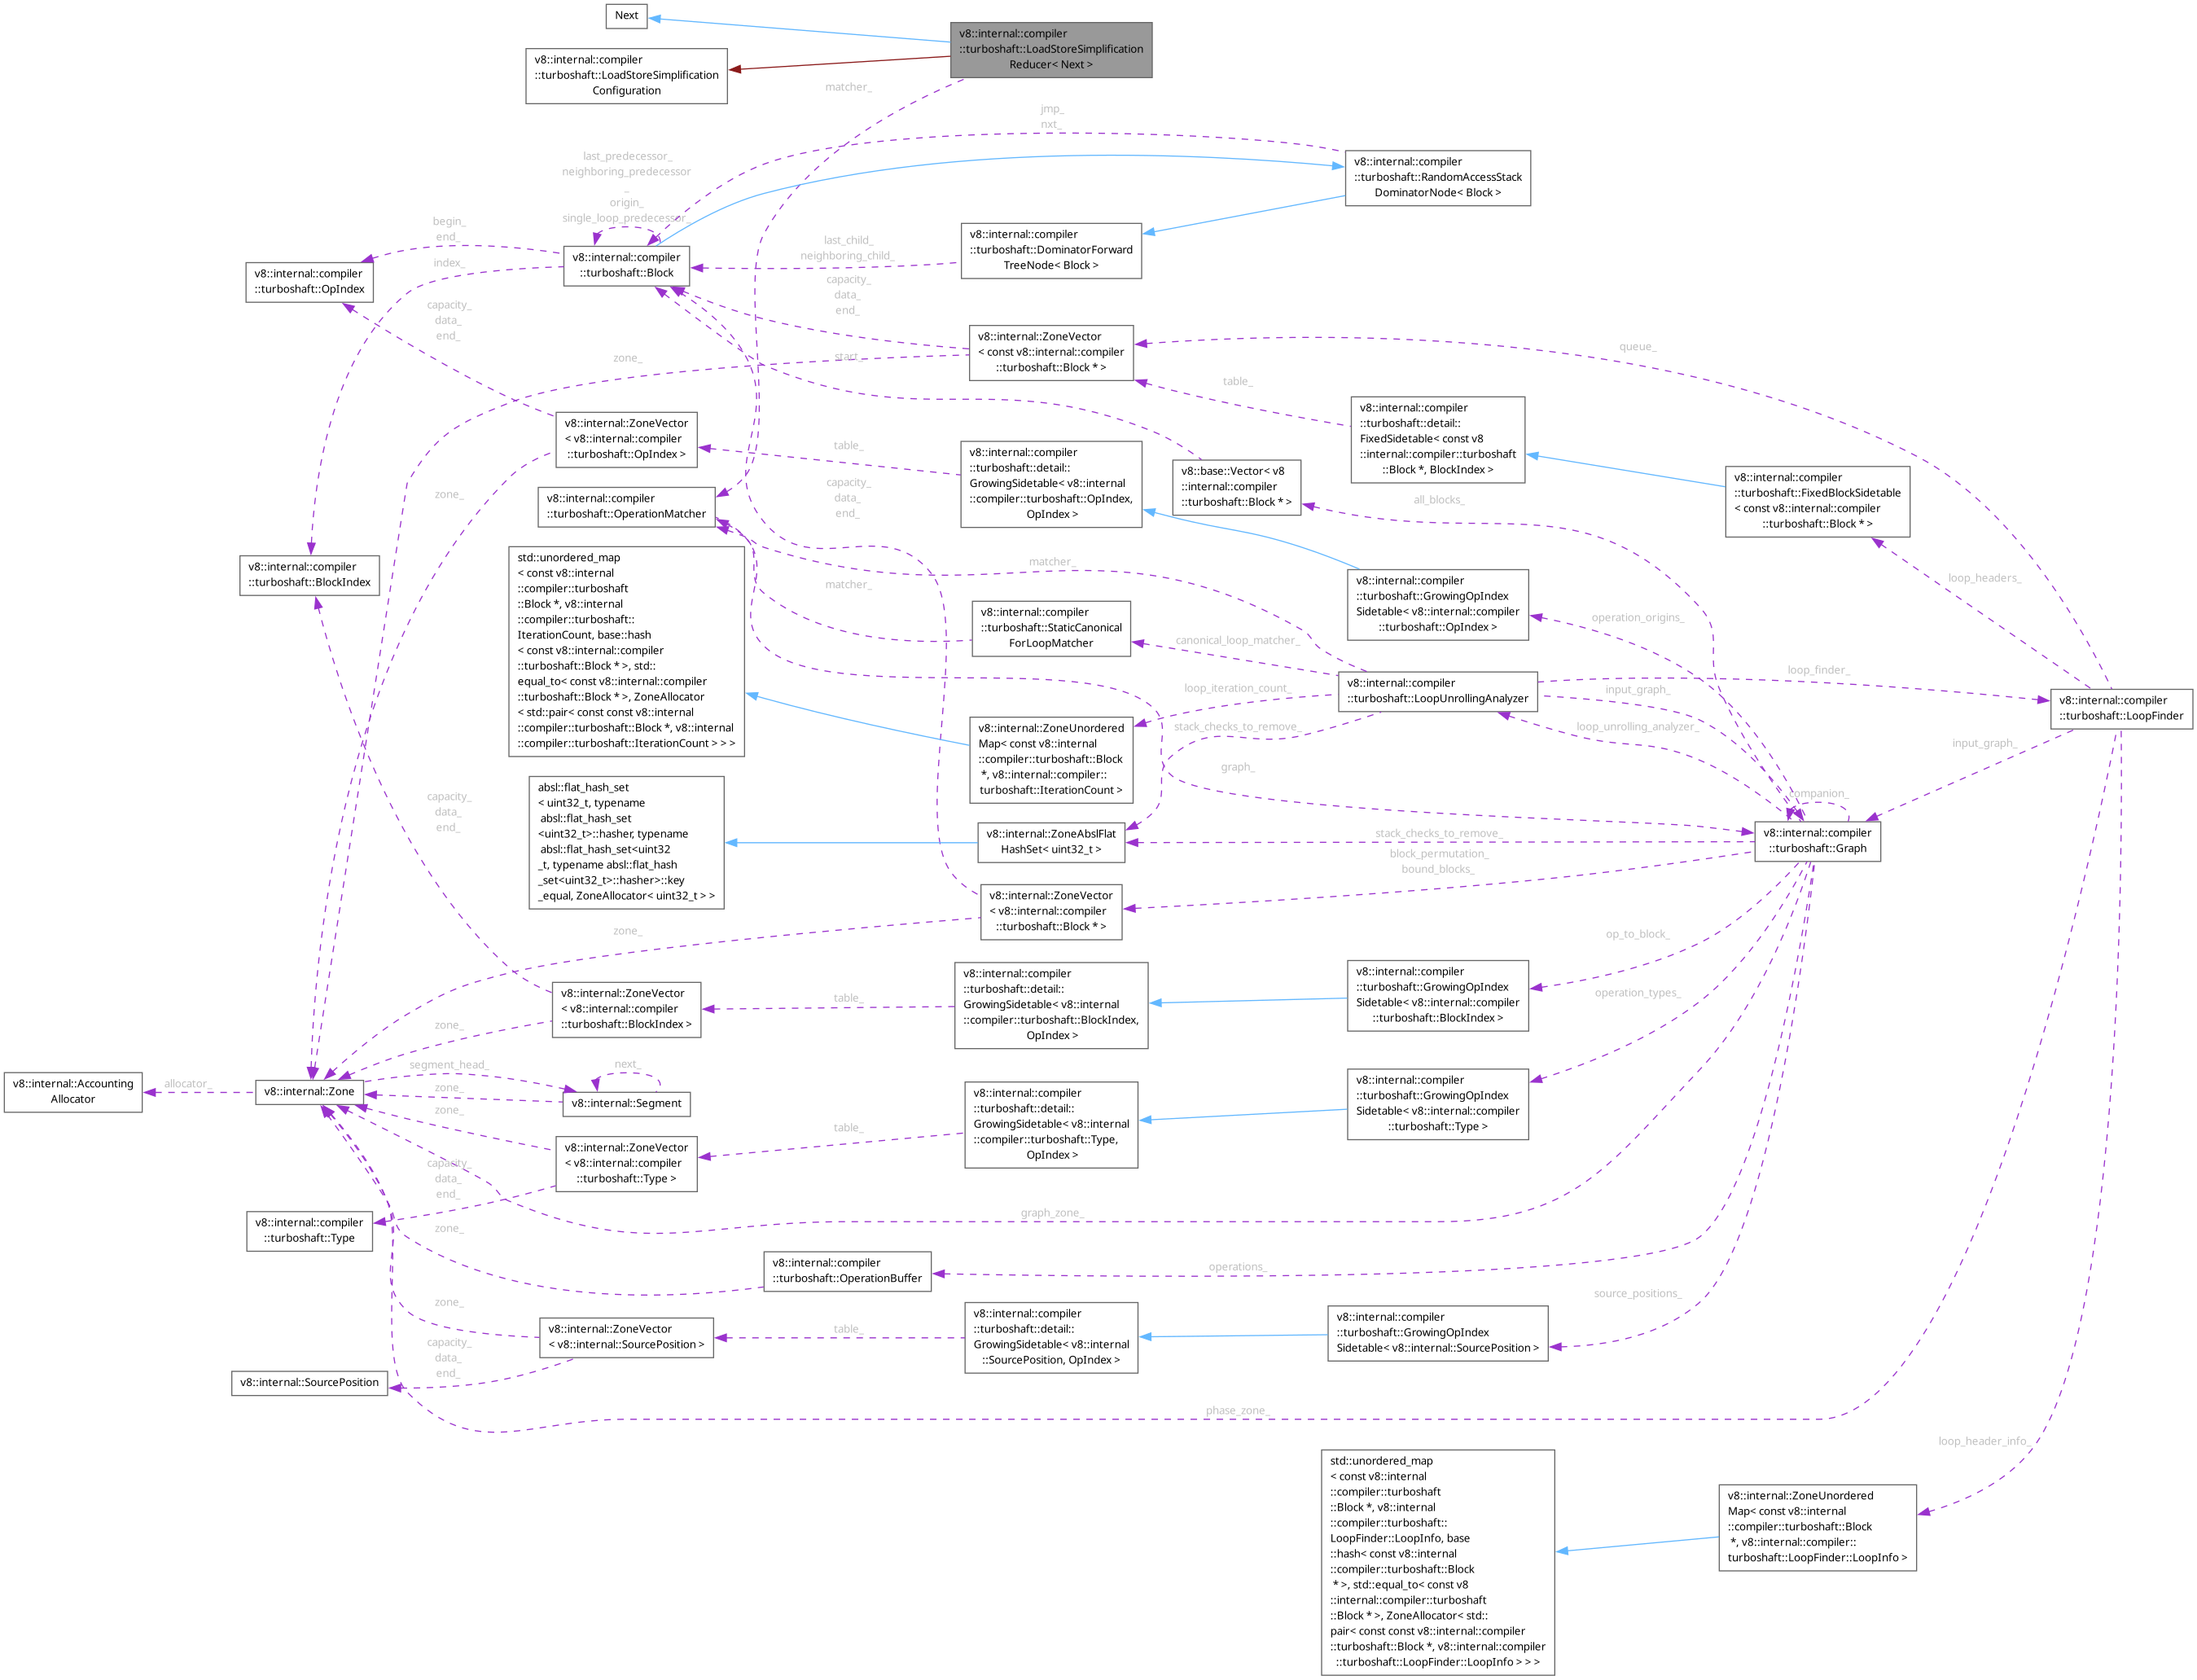 Next
v8::internal::compiler
::turboshaft::LoadStoreSimplification
Reducer< Next >
v8::internal::compiler
::turboshaft::LoadStoreSimplification
Configuration
matcher_
jmp_
nxt_
last_predecessor_
neighboring_predecessor
_
origin_
single_loop_predecessor_
v8::internal::compiler
::turboshaft::RandomAccessStack
DominatorNode< Block >
begin_
end_
v8::internal::compiler
::turboshaft::Block
last_child_
neighboring_child_
v8::internal::compiler
::turboshaft::DominatorForward
TreeNode< Block >
v8::internal::compiler
::turboshaft::OpIndex
index_
capacity_
data_
end_
capacity_
data_
end_
v8::internal::ZoneVector
< const v8::internal::compiler
::turboshaft::Block * >
queue_
zone_
start_
table_
v8::internal::compiler
::turboshaft::detail::
FixedSidetable< const v8
::internal::compiler::turboshaft
::Block *, BlockIndex >
v8::internal::ZoneVector
< v8::internal::compiler
::turboshaft::OpIndex >
table_
v8::internal::compiler
::turboshaft::detail::
GrowingSidetable< v8::internal
::compiler::turboshaft::OpIndex,
OpIndex >
v8::base::Vector< v8
::internal::compiler
::turboshaft::Block * >
all_blocks_
v8::internal::compiler
::turboshaft::FixedBlockSidetable
< const v8::internal::compiler
::turboshaft::Block * >
zone_
v8::internal::compiler
::turboshaft::OperationMatcher
capacity_
data_
end_
v8::internal::compiler
::turboshaft::BlockIndex
std::unordered_map
< const v8::internal
::compiler::turboshaft
::Block *, v8::internal
::compiler::turboshaft::
IterationCount, base::hash
< const v8::internal::compiler
::turboshaft::Block * >, std::
equal_to< const v8::internal::compiler
::turboshaft::Block * >, ZoneAllocator
< std::pair< const const v8::internal
::compiler::turboshaft::Block *, v8::internal
::compiler::turboshaft::IterationCount > > >
matcher_
matcher_
v8::internal::compiler
::turboshaft::StaticCanonical
ForLoopMatcher
canonical_loop_matcher_
v8::internal::compiler
::turboshaft::GrowingOpIndex
Sidetable< v8::internal::compiler
::turboshaft::OpIndex >
operation_origins_
loop_headers_
v8::internal::compiler
::turboshaft::LoopUnrollingAnalyzer
loop_finder_
v8::internal::compiler
::turboshaft::LoopFinder
loop_iteration_count_
input_graph_
loop_unrolling_analyzer_
input_graph_
v8::internal::ZoneUnordered
Map< const v8::internal
::compiler::turboshaft::Block
*, v8::internal::compiler::
turboshaft::IterationCount >
stack_checks_to_remove_
graph_
companion_
absl::flat_hash_set
< uint32_t, typename
absl::flat_hash_set
<uint32_t>::hasher, typename
absl::flat_hash_set<uint32
_t, typename absl::flat_hash
_set<uint32_t>::hasher>::key
_equal, ZoneAllocator< uint32_t > >
v8::internal::ZoneAbslFlat
HashSet< uint32_t >
stack_checks_to_remove_
v8::internal::compiler
::turboshaft::Graph
block_permutation_
bound_blocks_
capacity_
data_
end_
v8::internal::ZoneVector
< v8::internal::compiler
::turboshaft::Block * >
zone_
op_to_block_
v8::internal::ZoneVector
< v8::internal::compiler
::turboshaft::BlockIndex >
table_
v8::internal::compiler
::turboshaft::detail::
GrowingSidetable< v8::internal
::compiler::turboshaft::BlockIndex,
OpIndex >
v8::internal::compiler
::turboshaft::GrowingOpIndex
Sidetable< v8::internal::compiler
::turboshaft::BlockIndex >
operation_types_
zone_
v8::internal::Accounting
Allocator
allocator_
v8::internal::Zone
segment_head_
zone_
next_
v8::internal::Segment
zone_
v8::internal::ZoneVector
< v8::internal::compiler
::turboshaft::Type >
table_
v8::internal::compiler
::turboshaft::detail::
GrowingSidetable< v8::internal
::compiler::turboshaft::Type,
OpIndex >
v8::internal::compiler
::turboshaft::GrowingOpIndex
Sidetable< v8::internal::compiler
::turboshaft::Type >
capacity_
data_
end_
v8::internal::compiler
::turboshaft::Type
graph_zone_
zone_
v8::internal::compiler
::turboshaft::OperationBuffer
operations_
source_positions_
zone_
v8::internal::ZoneVector
< v8::internal::SourcePosition >
table_
v8::internal::compiler
::turboshaft::detail::
GrowingSidetable< v8::internal
::SourcePosition, OpIndex >
v8::internal::compiler
::turboshaft::GrowingOpIndex
Sidetable< v8::internal::SourcePosition >
capacity_
data_
end_
v8::internal::SourcePosition
phase_zone_
loop_header_info_
std::unordered_map
< const v8::internal
::compiler::turboshaft
::Block *, v8::internal
::compiler::turboshaft::
LoopFinder::LoopInfo, base
::hash< const v8::internal
::compiler::turboshaft::Block
* >, std::equal_to< const v8
::internal::compiler::turboshaft
::Block * >, ZoneAllocator< std::
pair< const const v8::internal::compiler
::turboshaft::Block *, v8::internal::compiler
::turboshaft::LoopFinder::LoopInfo > > >
v8::internal::ZoneUnordered
Map< const v8::internal
::compiler::turboshaft::Block
*, v8::internal::compiler::
turboshaft::LoopFinder::LoopInfo >